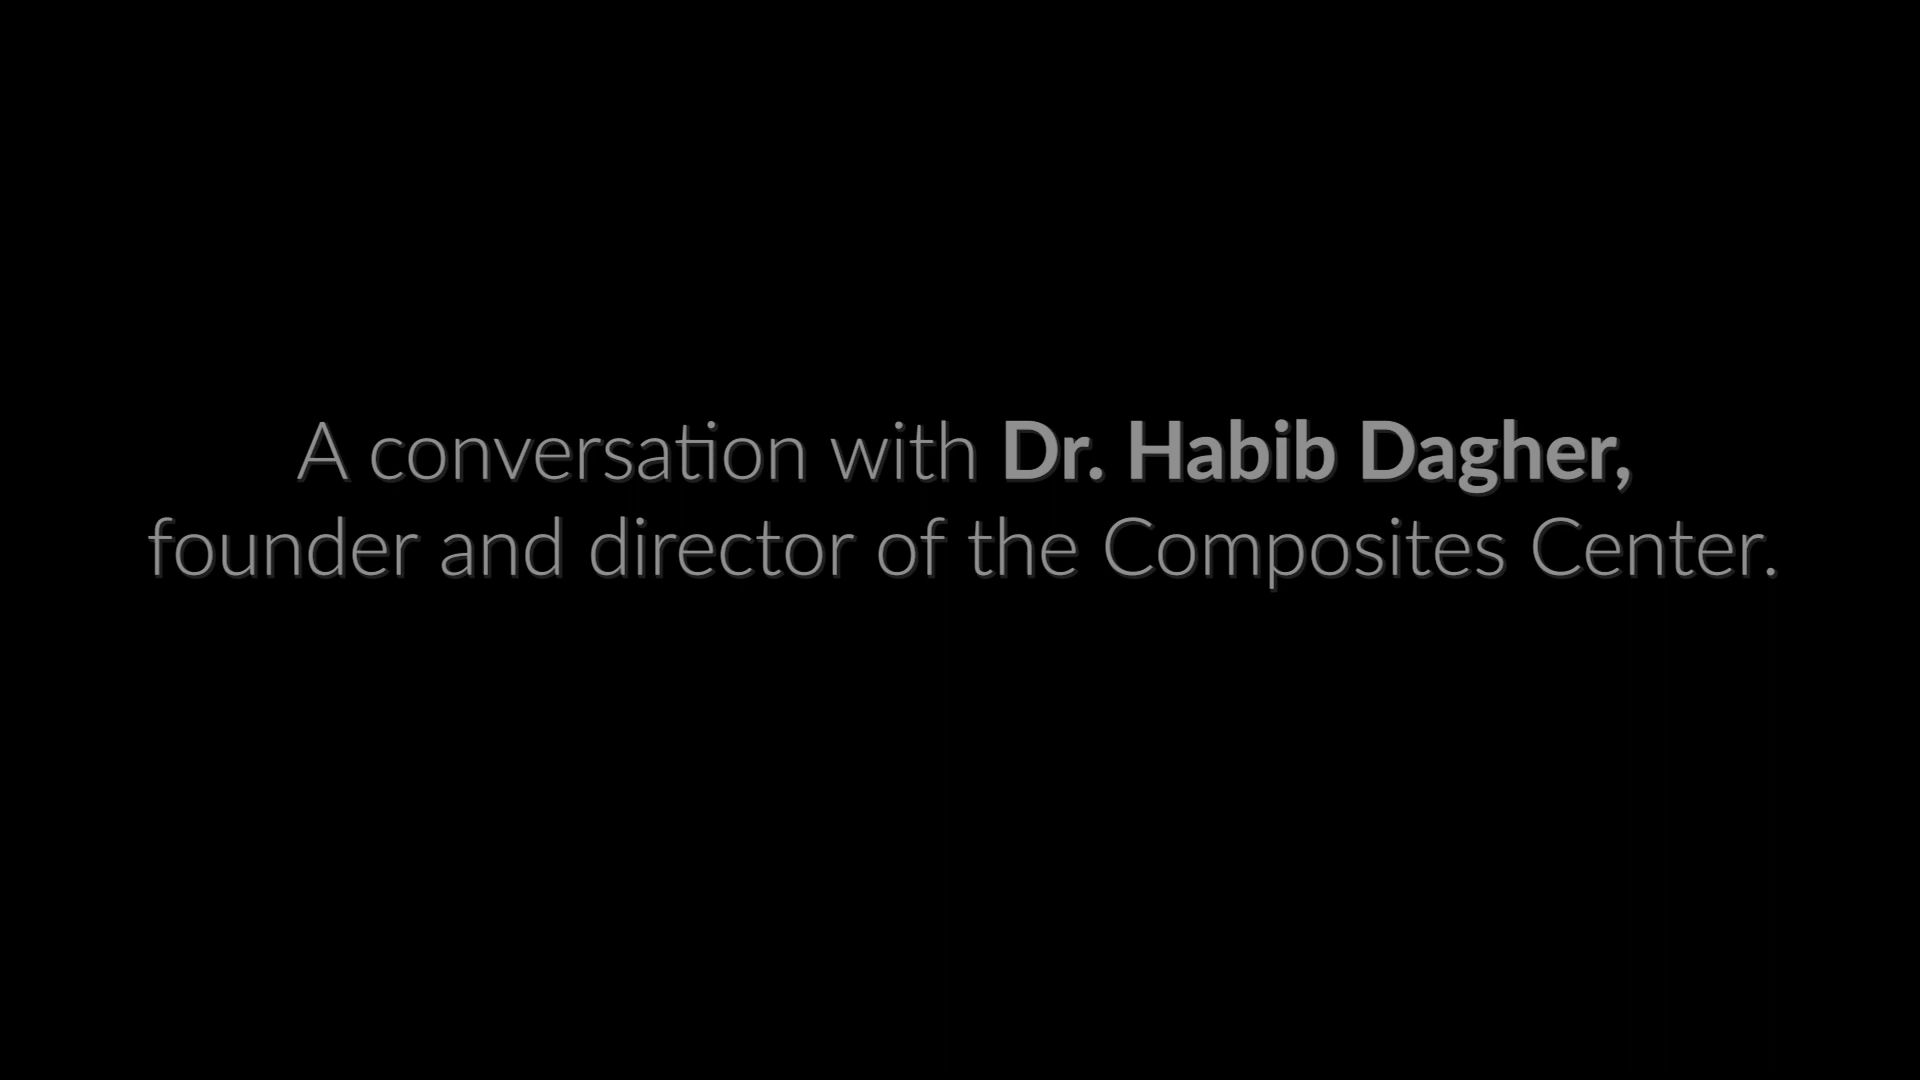 A conversation with Dr. Habib Dagher,
founder and director of the Composites Center.